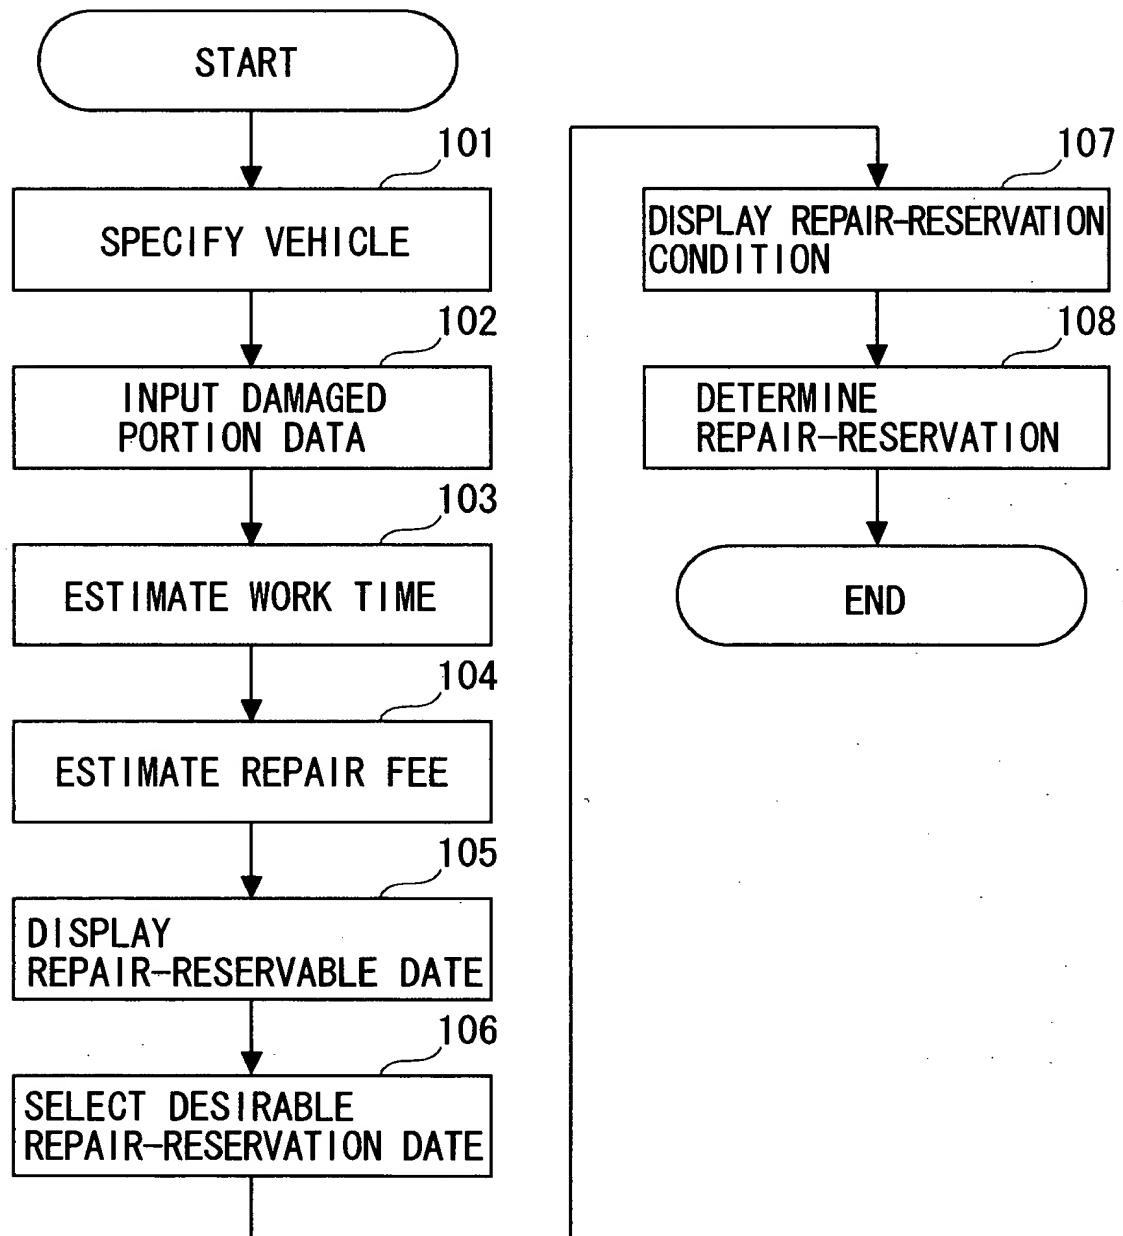 START
101
SPECIFY VEHICLE
102
INPUT DAMAGED
PORTION DATA
103
ESTIMATE WORK TIME
104
ESTIMATE REPAIR FEE
105
DISPLAY
REPAIR-RESERVABLE DATE
106
SELECT DESIRABLE
REPAIR-RESERVATION DATE
107
DISPLAY REPAIR-RESERVATION
CONDITION
108
DETERMINE
REPAIR-RESERVATION
END